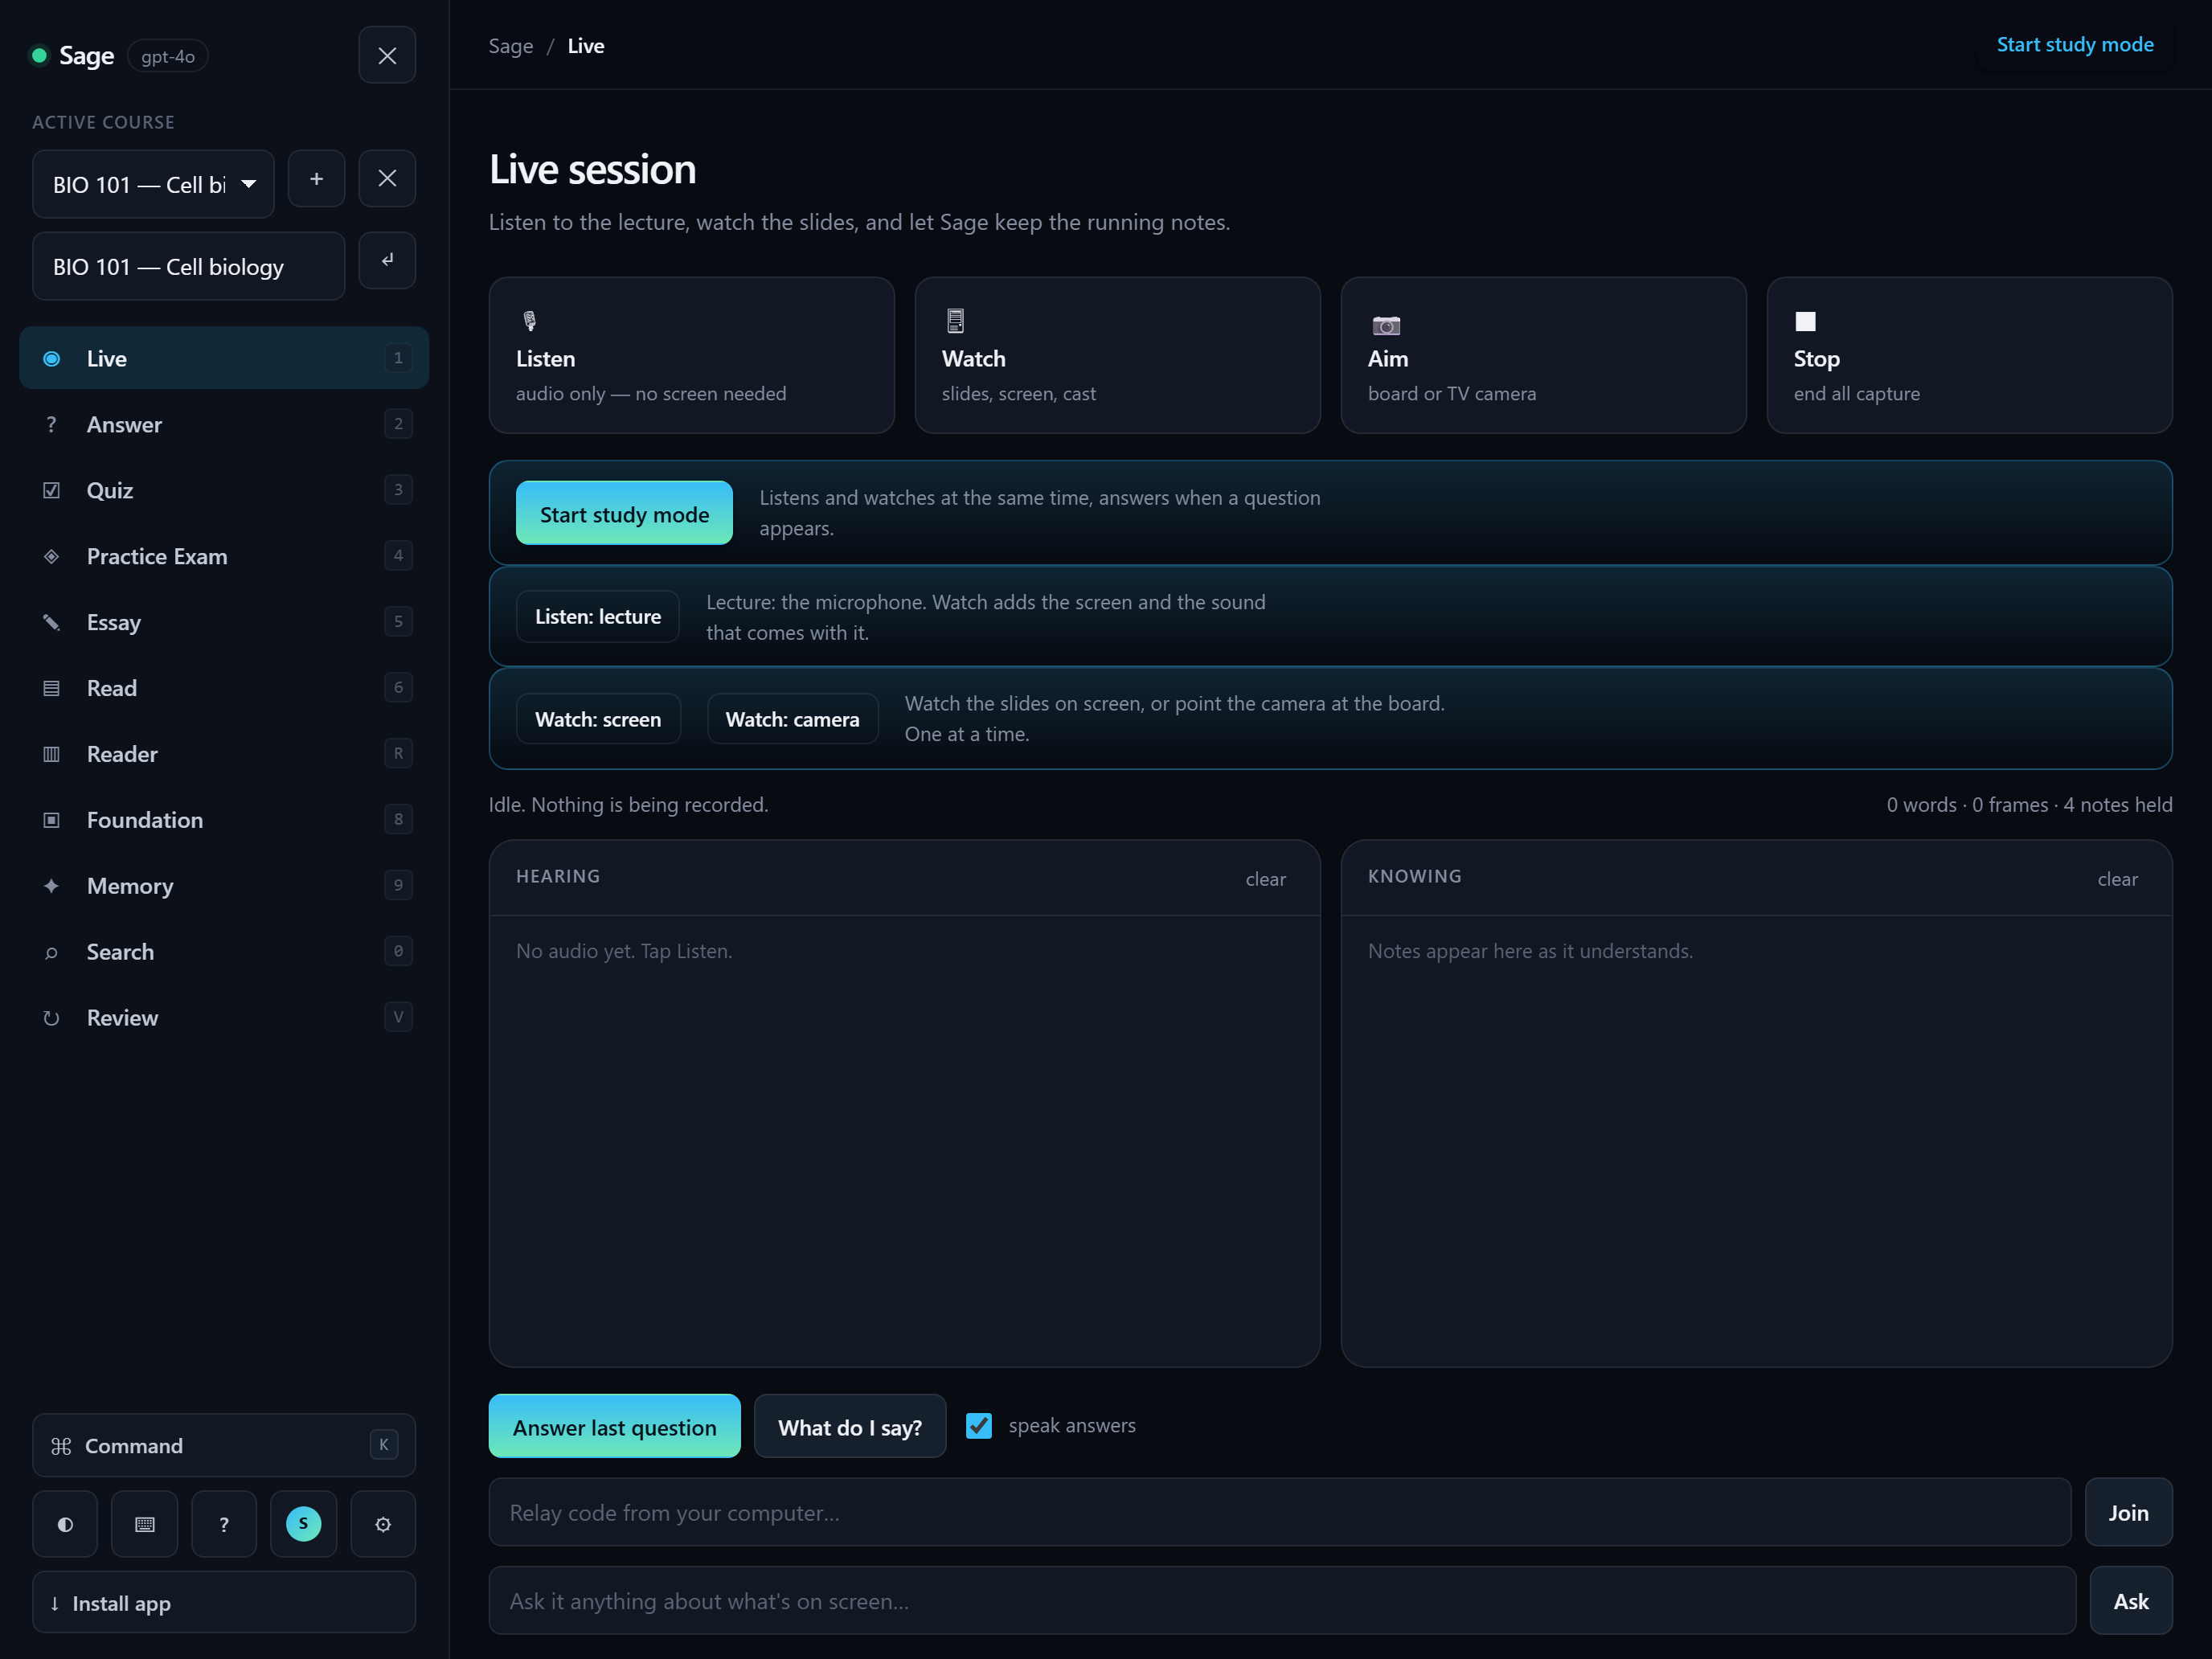 Sage gpt-4o
ACTIVE COURSE
BIO 101 — Cell bi
+
BIO 101 — Cell biology
Live 1
? Answer 2
Quiz 3
Practice Exam 4
Essay 5
Read 6
Reader R
Foundation 8
Memory 9
Search 0
Review V
⌘ Command K
?
S
↓ Install app
Sage / Live
Start study mode
Live session
Listen to the lecture, watch the slides, and let Sage keep the running notes.
Listen
audio only — no screen needed
Watch
slides, screen, cast
Aim
board or TV camera
Stop
end all capture
Start study mode
Listens and watches at the same time, answers when a question
appears.
Listen: lecture
Lecture: the microphone. Watch adds the screen and the sound
that comes with it.
Watch: screen
Watch: camera
Watch the slides on screen, or point the camera at the board.
One at a time.
Idle. Nothing is being recorded.
0 words · 0 frames · 4 notes held
HEARING
clear
No audio yet. Tap Listen.
KNOWING
clear
Notes appear here as it understands.
Answer last question
What do I say?
speak answers
Relay code from your computer...
Join
Ask it anything about what's on screen...
Ask